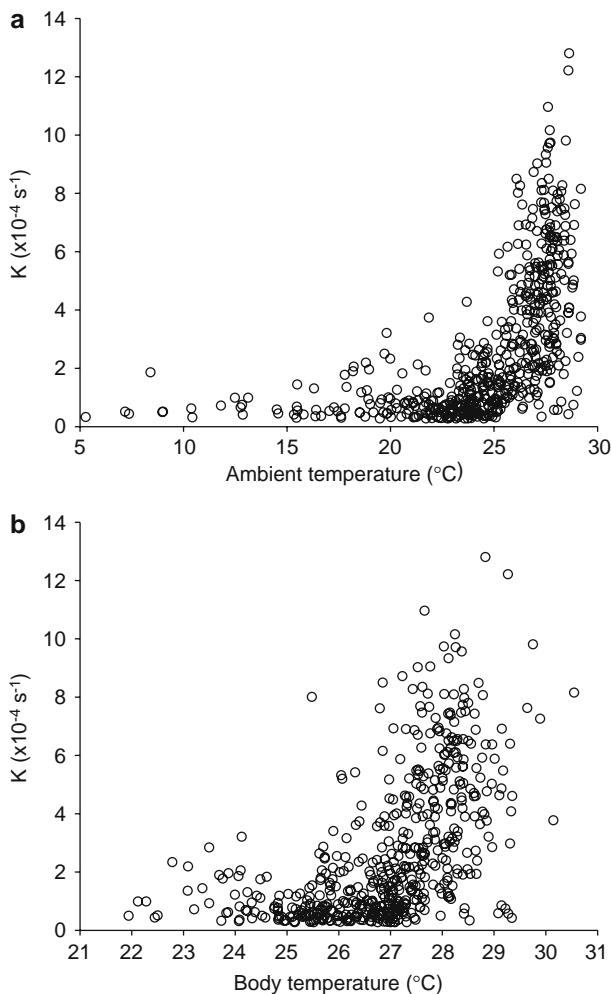 a
14
12
10
8
6
4
2
0
K (x10⁻⁴ s⁻¹)
5 10 15 20 25 30
Ambient temperature (°C)
b
14
12
10
8
6
4
2
0
K (x10⁻⁴ s⁻¹)
21 22 23 24 25 26 27 28 29 30 31
Body temperature (°C)